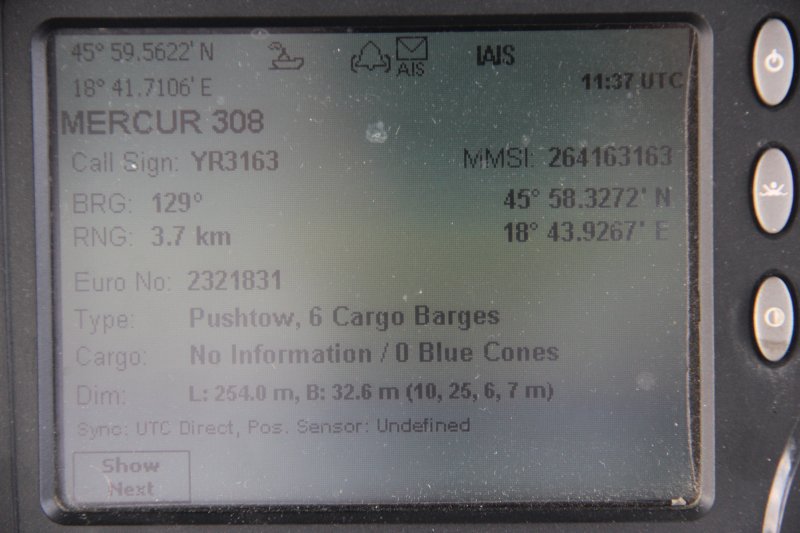 45° 59.5622' N
18° 41.7106' E
AIS
IAIS
11:37 UTC
MERCUR 308
Call Sign: YR3163 MMSI: 264163163
BRG: 129° 45° 58.3272' N
RNG: 3.7 km 18° 43.9267' E
Euro No: 2321831
Type: Pushtow, 6 Cargo Barges
Cargo: No Information / 0 Blue Cones
Dim: L: 254.0 m, B: 32.6 m (10, 25, 6, 7 m)
Sync: UTC Direct, Pos. Sensor: Undefined
Show
Next